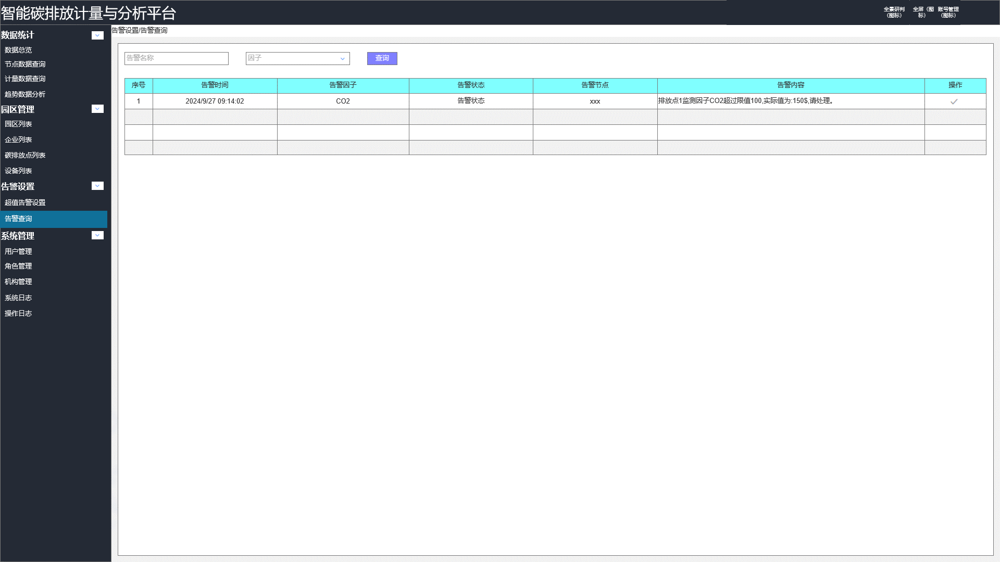 智能碳排放计量与分析平台
全景研判（图标）
全屏（图标）
账号管理（图标）
数据统计
数据总览
节点数据查询
计量数据查询
趋势数据分析
园区管理
园区列表
企业列表
碳排放点列表
设备列表
告警设置
超值告警设置
告警查询
系统管理
用户管理
角色管理
机构管理
系统日志
操作日志
告警设置/告警查询
告警名称 因子 查询
序号 告警时间 告警因子 告警状态 告警节点 告警内容 操作
1 2024/9/27 09:14:02 CO2 告警状态 xxx 排放点1监测因子CO2超过限值100,实际值为:150$,请处理。